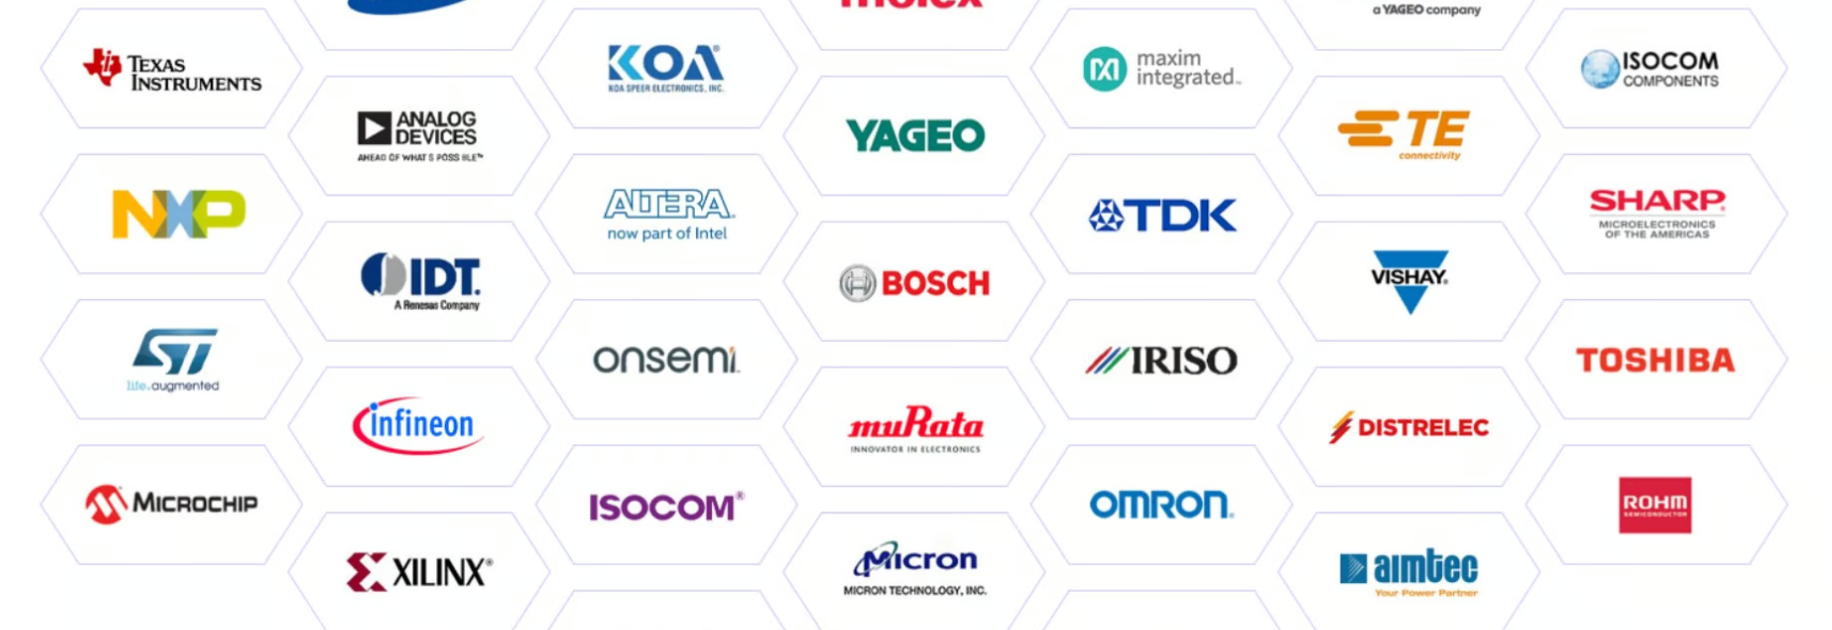 molex
a YAGEO company
TEXAS
INSTRUMENTS
KOA®
KOA SPEER ELECTRONICS, INC.
maxim
integrated™
ISOCOM
COMPONENTS
ANALOG
DEVICES
AHEAD OF WHAT'S POSSIBLE™
YAGEO
TE
connectivity
NXP
ALTERA
now part of Intel
TDK
SHARP
MICROELECTRONICS
OF THE AMERICAS
IDT
A Renesas Company
BOSCH
VISHAY
ST
life.augmented
onsemi
IRISO
TOSHIBA
infineon
muRata
INNOVATOR IN ELECTRONICS
DISTRELEC
MICROCHIP
ISOCOM®
OMRON
ROHM
SEMICONDUCTOR
XILINX®
Micron
MICRON TECHNOLOGY, INC.
aimtec
Your Power Partner